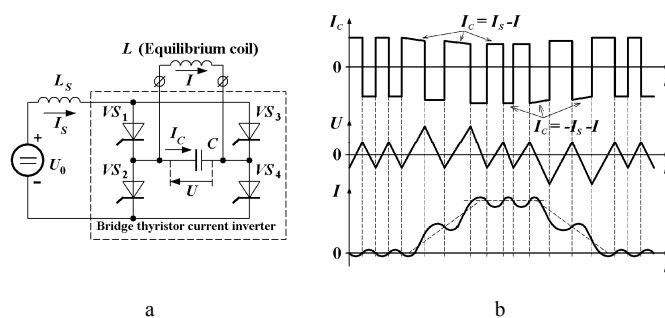 L (Equilibrium coil)
I
L_S
I_S
VS_1
VS_3
I_C
C
+
U_0
-
VS_2
VS_4
U
Bridge thyristor current inverter
a
I_C
I_C = I_S - I
0
I_C = -I_S - I
U
0
I
0
b